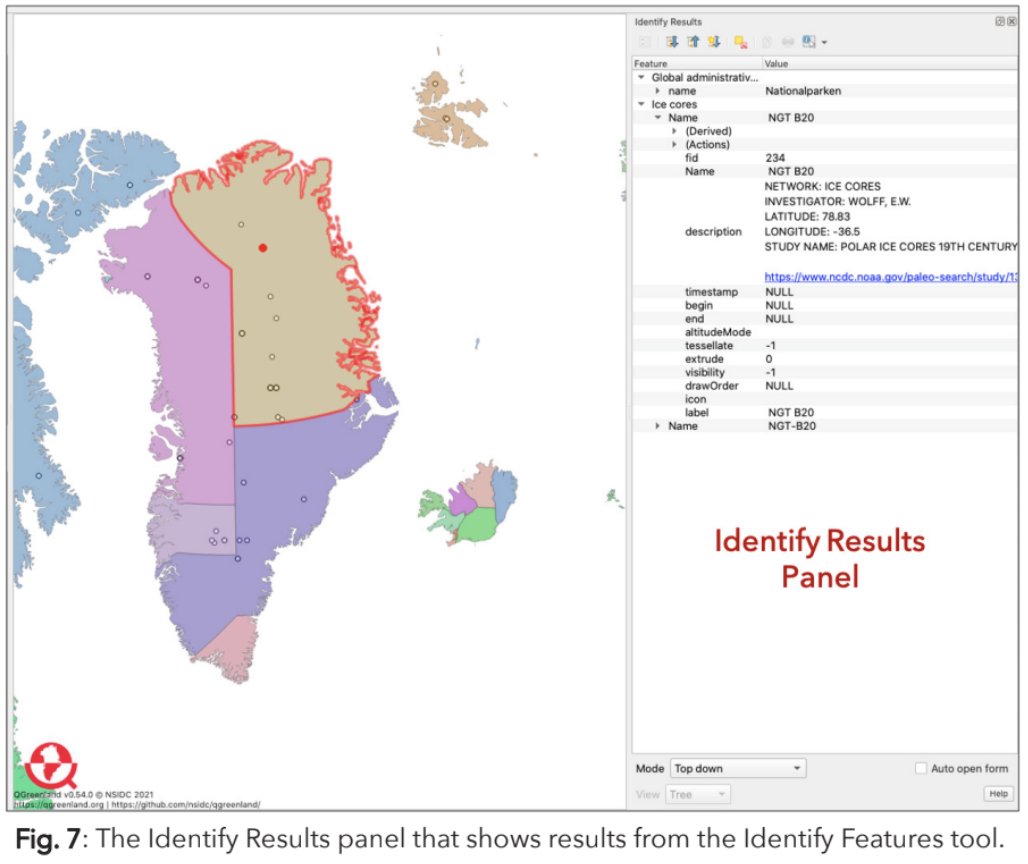 Identify Results
Feature Value
Global administrativ...
name Nationalparken
Ice cores
Name NGT B20
(Derived)
(Actions)
fid 234
Name NGT B20
NETWORK: ICE CORES
INVESTIGATOR: WOLFF, E.W.
LATITUDE: 78.83
description LONGITUDE: -36.5
STUDY NAME: POLAR ICE CORES 19TH CENTURY
https://www.ncdc.noaa.gov/paleo-search/study/13
timestamp NULL
begin NULL
end NULL
altitudeMode
tessellate -1
extrude 0
visibility -1
drawOrder NULL
icon
label NGT B20
Name NGT-B20
Identify Results
Panel
Mode Top down Auto open form
View Tree Help
QGreenland v0.54.0 © NSIDC 2021
https://qgreenland.org | https://github.com/nsidc/qgreenland/
Fig. 7: The Identify Results panel that shows results from the Identify Features tool.